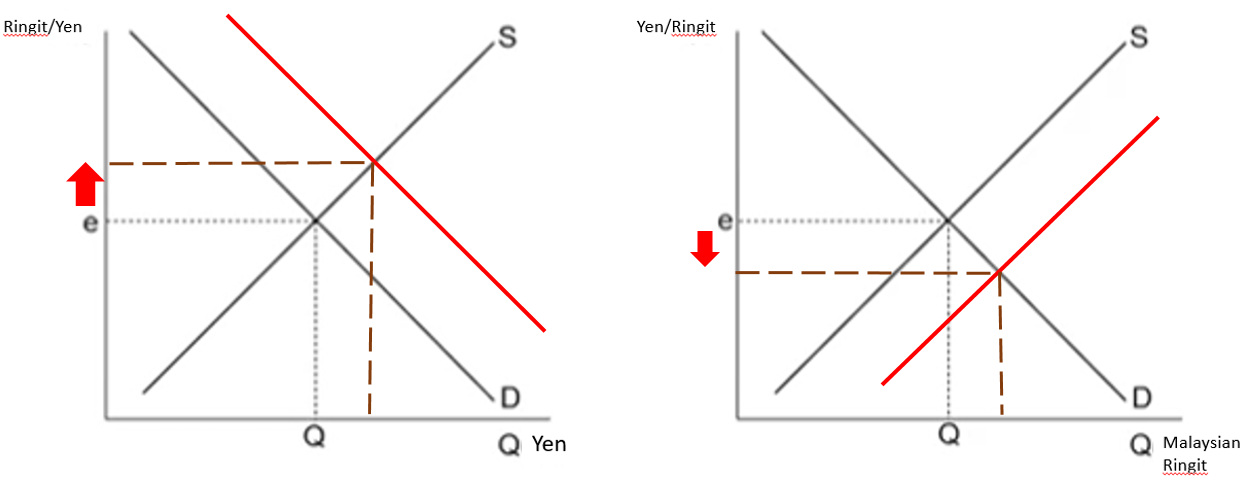 Ringit/Yen
S
e
D
Q
Q Yen
Yen/Ringit
S
e
D
Q
Q Malaysian
Ringit